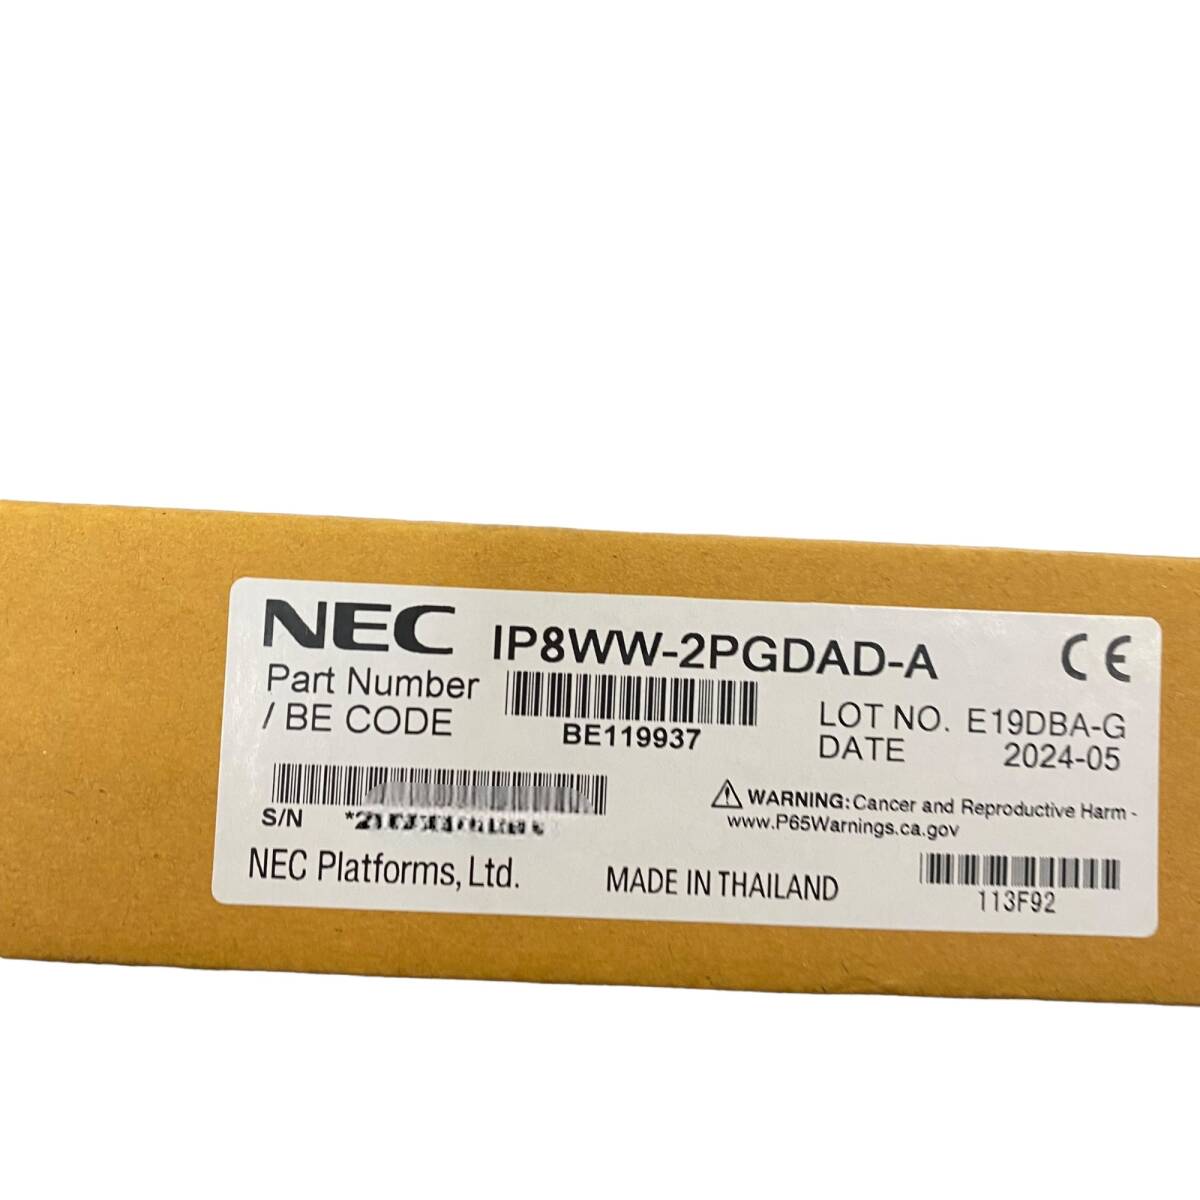 NEC IP8WW-2PGDAD-A CE
Part Number
/ BE CODE
BE119937
LOT NO. E19DBA-G
DATE 2024-05
S/N
WARNING: Cancer and Reproductive Harm -
www.P65Warnings.ca.gov
NEC Platforms, Ltd.
MADE IN THAILAND
113F92